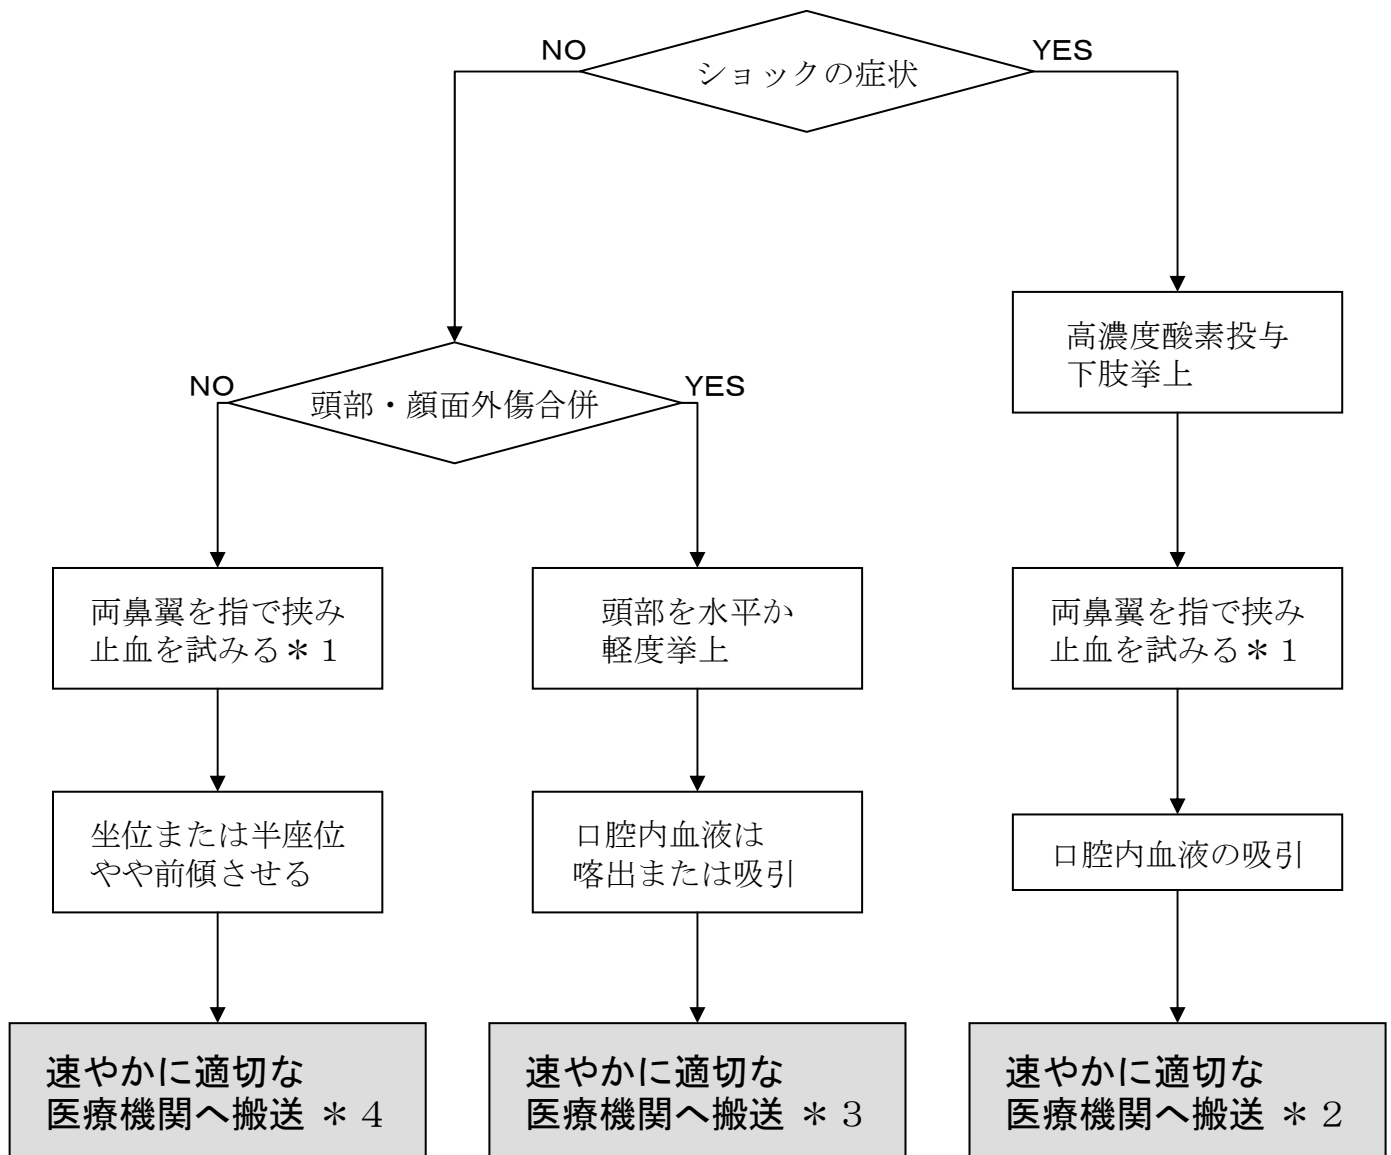 NO
YES
ショックの症状
高濃度酸素投与
下肢挙上
NO
YES
頭部・顔面外傷合併
両鼻翼を指で挟み
止血を試みる＊１
頭部を水平か
軽度挙上
両鼻翼を指で挟み
止血を試みる＊１
坐位または半座位
やや前傾させる
口腔内血液は
喀出または吸引
口腔内血液の吸引
速やかに適切な
医療機関へ搬送 ＊４
速やかに適切な
医療機関へ搬送 ＊３
速やかに適切な
医療機関へ搬送 ＊２